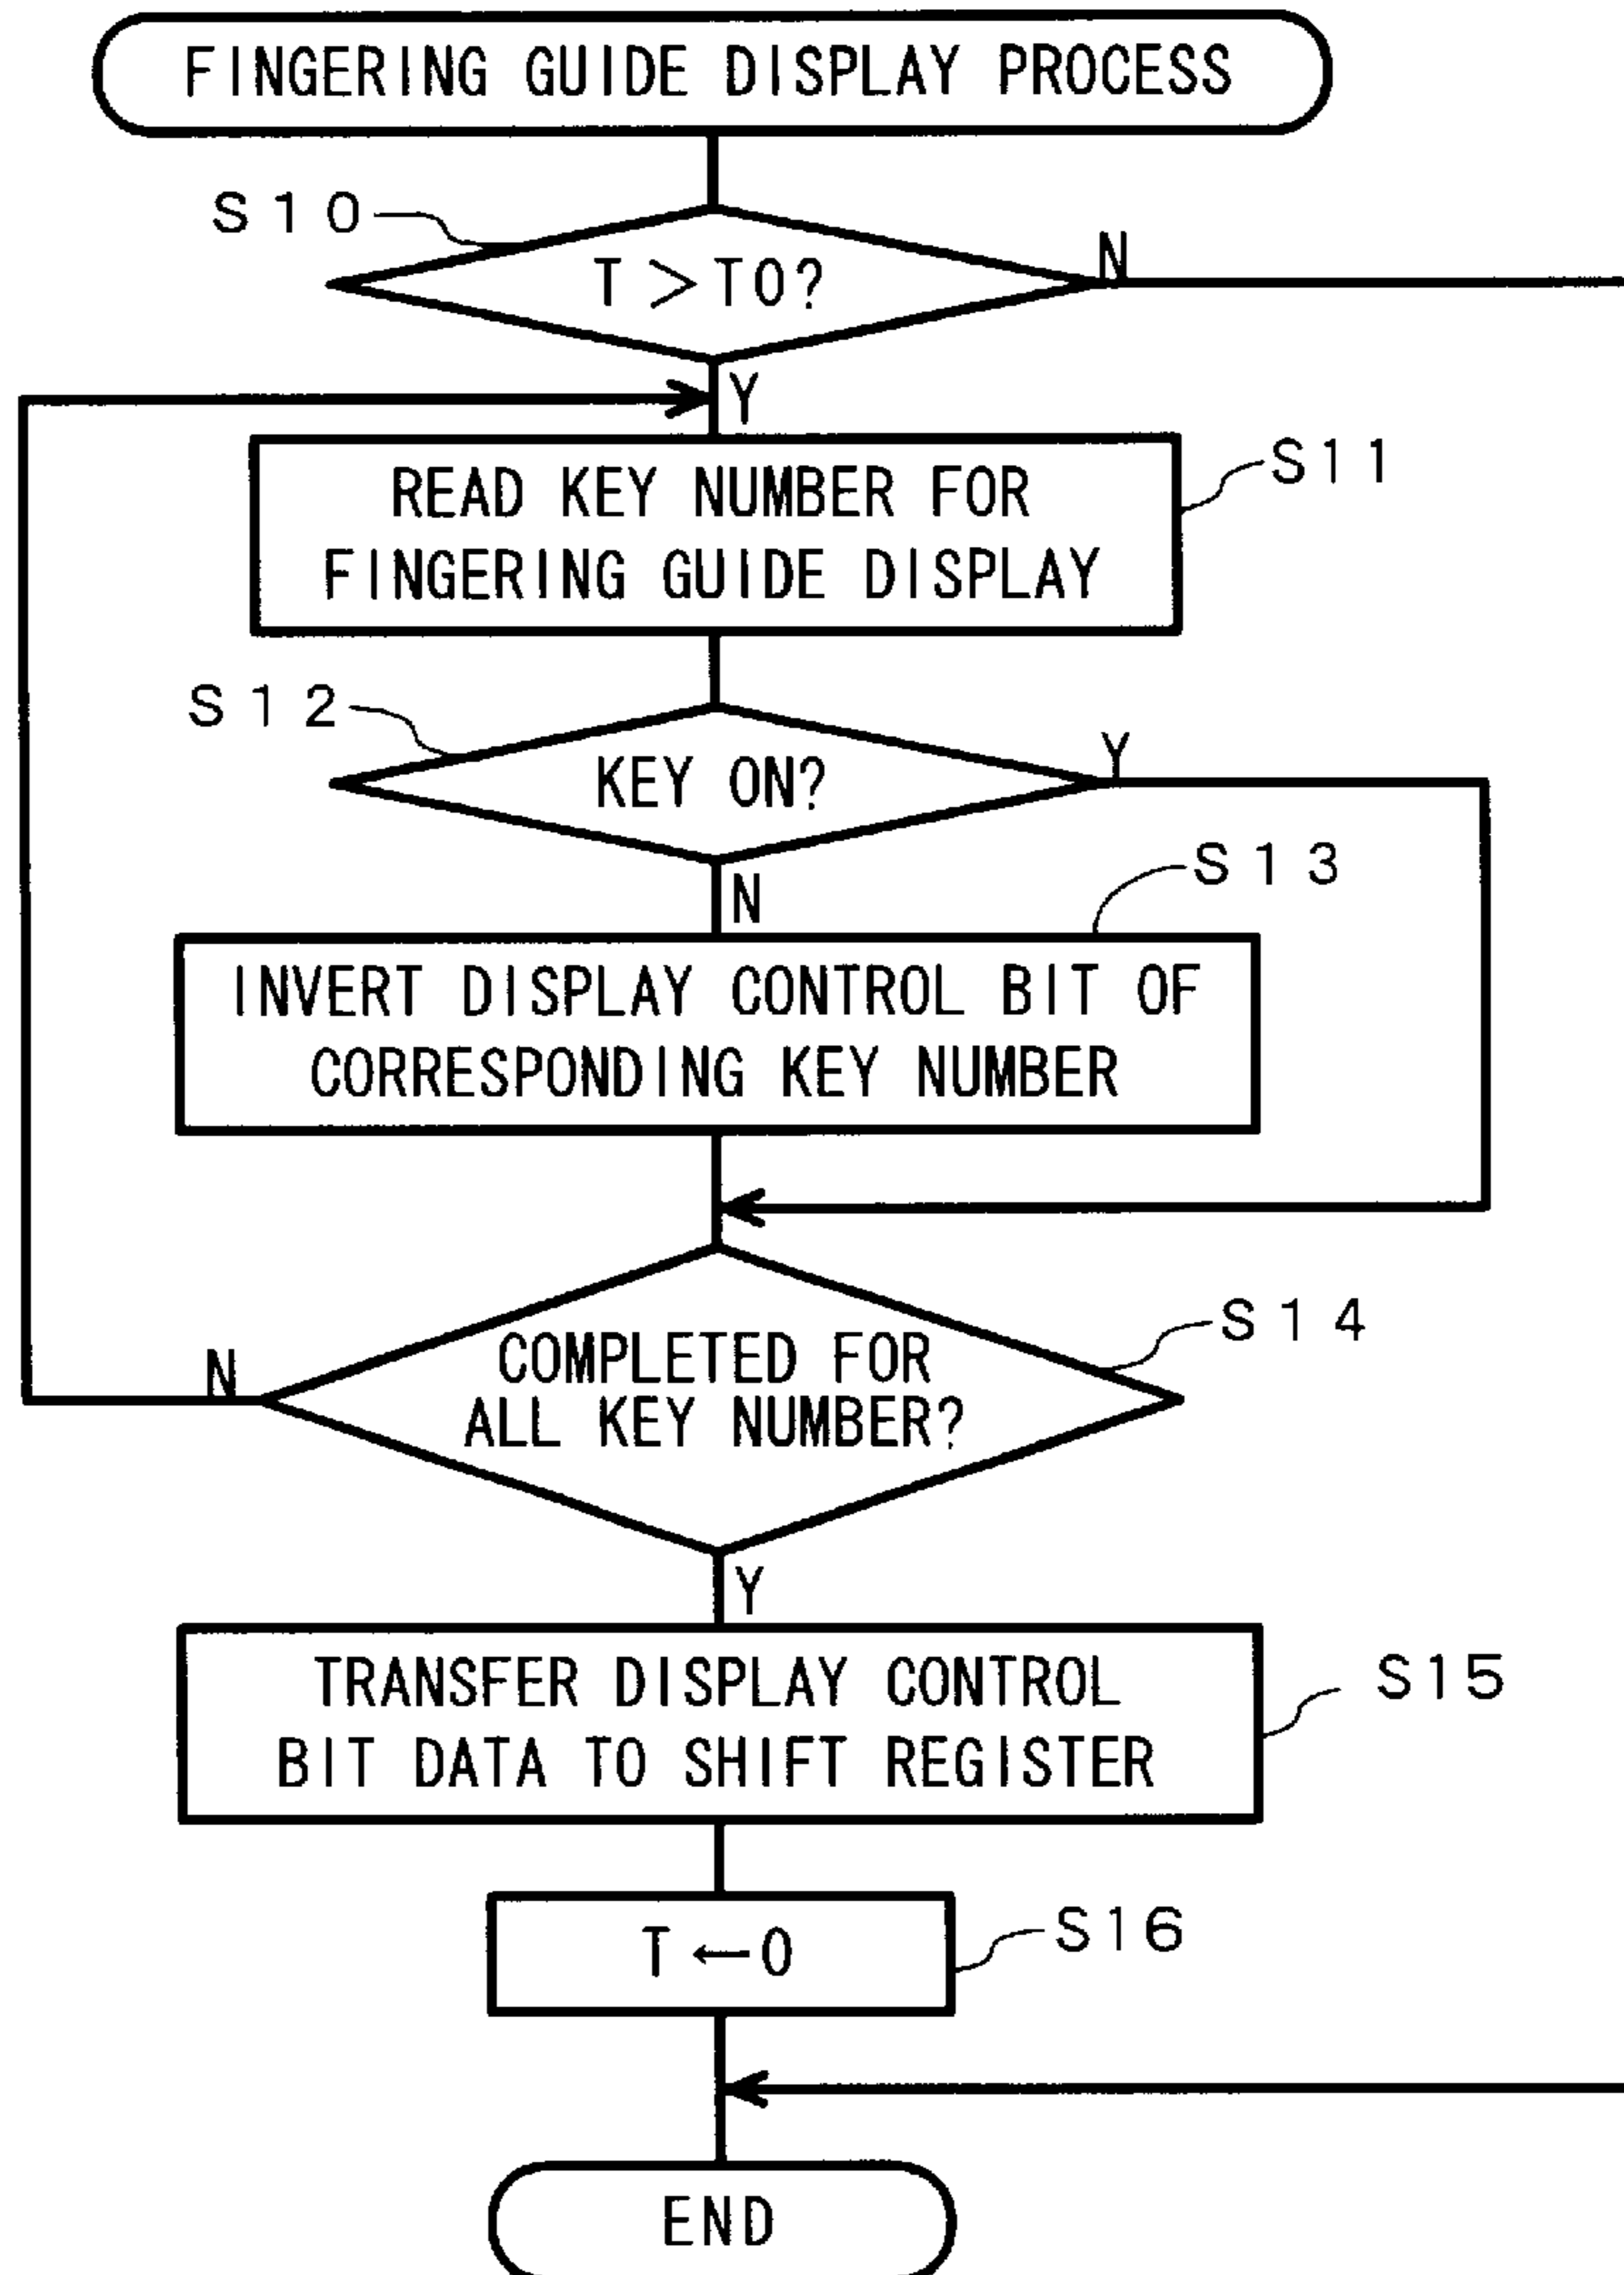 FINGERING GUIDE DISPLAY PROCESS
S10
T>T0?
N
Y
READ KEY NUMBER FOR
FINGERING GUIDE DISPLAY
S11
S12
KEY ON?
Y
N
S13
INVERT DISPLAY CONTROL BIT OF
CORRESPONDING KEY NUMBER
S14
COMPLETED FOR
ALL KEY NUMBER?
N
Y
TRANSFER DISPLAY CONTROL
BIT DATA TO SHIFT REGISTER
S15
T←0
S16
END